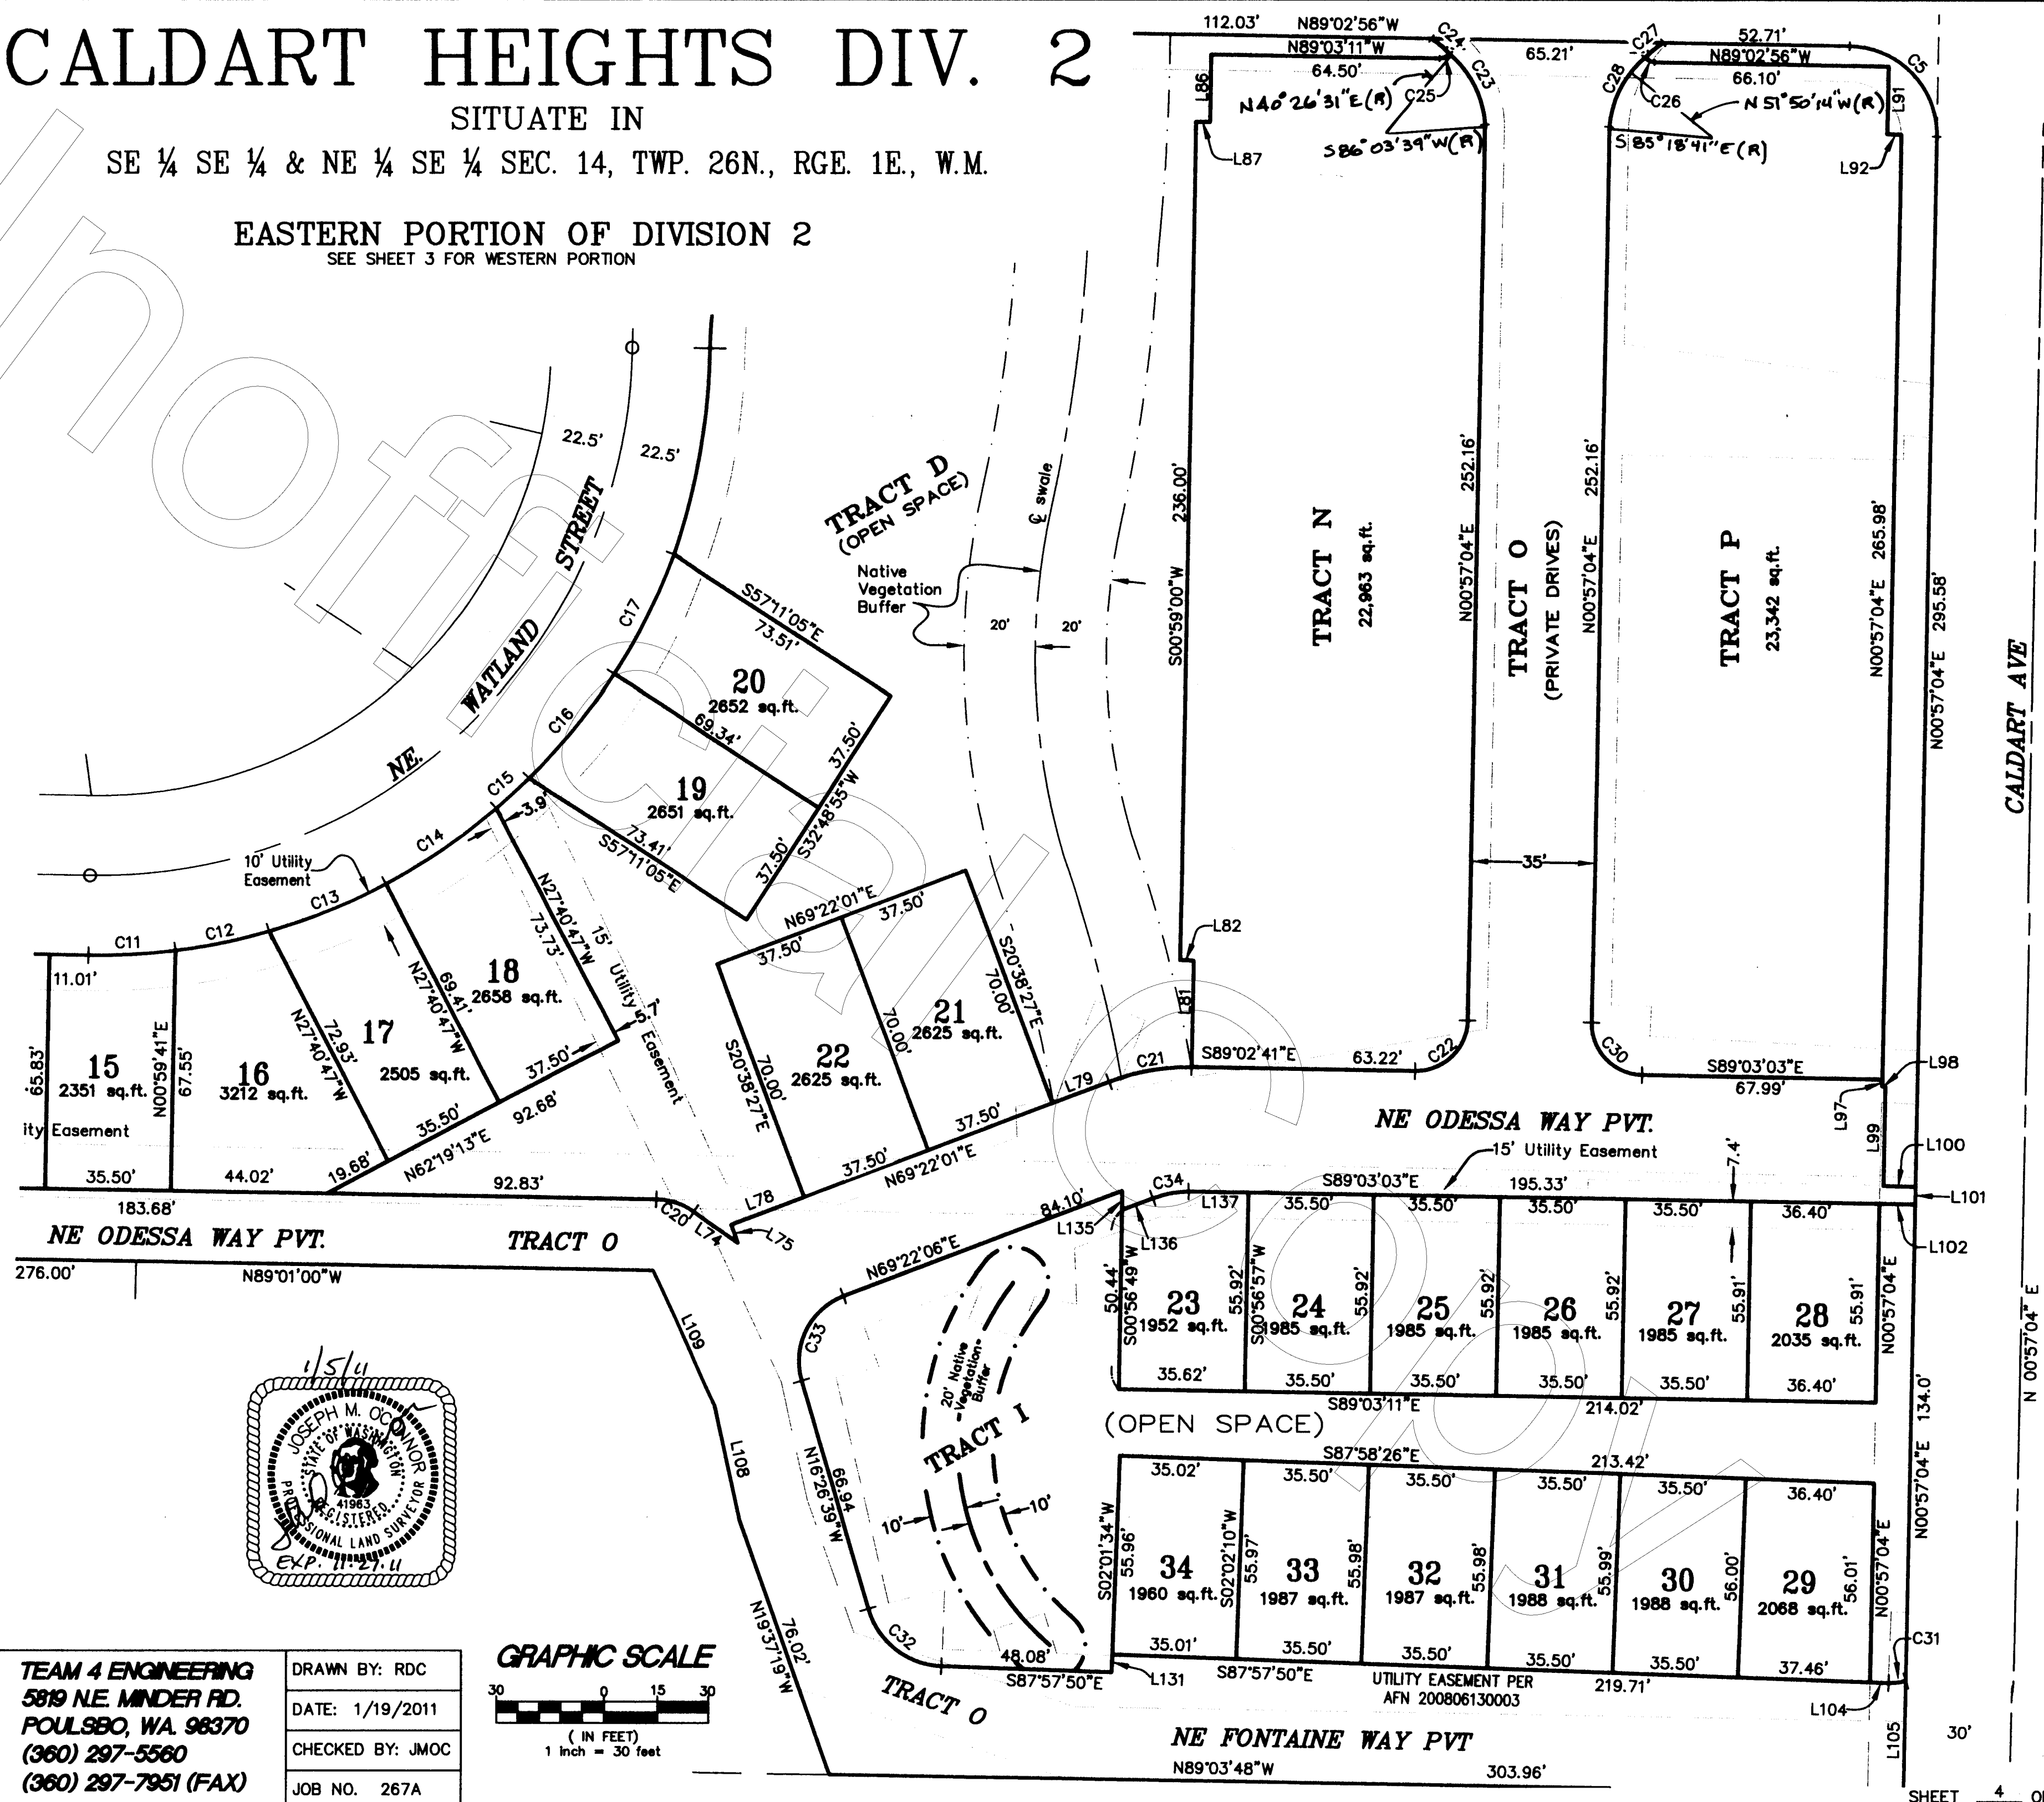 CALDART HEIGHTS DIV. 2
SITUATE IN
SE ¼ SE ¼ & NE ¼ SE ¼ SEC. 14, TWP. 26N., RGE. 1E., W.M.
EASTERN PORTION OF DIVISION 2
SEE SHEET 3 FOR WESTERN PORTION
112.03' N89°02'56"W
N89°03'11"W
64.50'
C24
C23
C25
65.21'
C27
C28
C26
52.71'
N89°02'56"W
66.10'
C5
L86
L87
L91
L92
N40°26'31"E(R)
S86°03'39"W(R)
N51°50'14"W(R)
S85°18'41"E(R)
22.5'
22.5'
NE. WATLAND STREET
TRACT D
(OPEN SPACE)
℄ swale
Native
Vegetation
Buffer
20'
20'
S00°59'00"W 236.00'
TRACT N
22,963 sq.ft.
N00°57'04"E 252.16'
TRACT O
(PRIVATE DRIVES)
N00°57'04"E 252.16'
TRACT P
23,342 sq.ft.
N00°57'04"E 265.98'
N00°57'04"E 295.58'
CALDART AVE
35'
C17
S57°11'05"E
73.51'
20
2652 sq.ft.
69.34'
37.50'
C16
19
2651 sq.ft.
S32°48'55"W
37.50'
73.41'
S57°11'05"E
C15
3.9'
C14
10' Utility
Easement
C13
C12
C11
11.01'
N27°40'47"W
73.73'
15' Utility Easement
5.7'
18
2658 sq.ft.
69.41'
N27°40'47"W
17
2505 sq.ft.
72.93'
N27°40'47"W
37.50'
35.50'
92.68'
19.68'
N62°19'13"E
65.83'
15
2351 sq.ft.
N00°59'41"E
67.55'
16
3212 sq.ft.
ity Easement
35.50'
44.02'
92.83'
183.68'
N69°22'01"E
37.50'
37.50'
S20°38'27"E
70.00'
21
2625 sq.ft.
70.00'
22
2625 sq.ft.
70.00'
S20°38'27"E
37.50'
37.50'
N69°22'01"E
L82
L81
L79
C21
S89°02'41"E 63.22'
C22
C30
S89°03'03"E
67.99'
L98
L97
L99
L100
L101
L102
NE ODESSA WAY PVT.
15' Utility Easement
7.4'
C20
L74
L75
L78
NE ODESSA WAY PVT. TRACT O
276.00' N89°01'00"W
84.10'
N69°22'06"E
L135
L136
C34
L137
S89°03'03"E 195.33'
35.50'
35.50'
35.50'
35.50'
36.40'
50.44'
S00°56'49"W
23
1952 sq.ft.
55.92'
S00°56'57"W
24
1985 sq.ft.
55.92'
25
1985 sq.ft.
55.92'
26
1985 sq.ft.
55.92'
27
1985 sq.ft.
55.91'
28
2035 sq.ft.
55.91'
N00°57'04"E
35.62'
35.50'
35.50'
35.50'
35.50'
36.40'
S89°03'11"E 214.02'
N00°57'04"E 134.0'
N 00°57'04" E
L109
L108
C33
20' Native
Vegetation
Buffer
TRACT I
(OPEN SPACE)
66.94
N16°26'39"W
10'
10'
S87°58'26"E 213.42'
35.02'
35.50'
35.50'
35.50'
35.50'
36.40'
S02°01'34"W
55.96'
34
1960 sq.ft.
S02°02'10"W
55.97'
33
1987 sq.ft.
55.98'
32
1987 sq.ft.
55.98'
31
1988 sq.ft.
55.99'
30
1988 sq.ft.
56.00'
29
2068 sq.ft.
56.01'
N00°57'04"E
35.01'
35.50'
35.50'
35.50'
35.50'
37.46'
C31
C32
48.08'
S87°57'50"E
L131
S87°57'50"E
UTILITY EASEMENT PER
AFN 200806130003
219.71'
L104
L105
30'
76.02'
N19°37'19"W
TRACT O
NE FONTAINE WAY PVT
N89°03'48"W 303.96'
1/5/11
JOSEPH M. O'CONNOR
STATE OF WASHINGTON
41963
REGISTERED
PROFESSIONAL LAND SURVEYOR
EXP. 11.27.11
TEAM 4 ENGINEERING
5819 N.E. MINDER RD.
POULSBO, WA. 98370
(360) 297-5560
(360) 297-7951 (FAX)
DRAWN BY: RDC
DATE: 1/19/2011
CHECKED BY: JMOC
JOB NO. 267A
GRAPHIC SCALE
30 0 15 30
( IN FEET)
1 inch = 30 feet
SHEET 4
Unofficial Copy